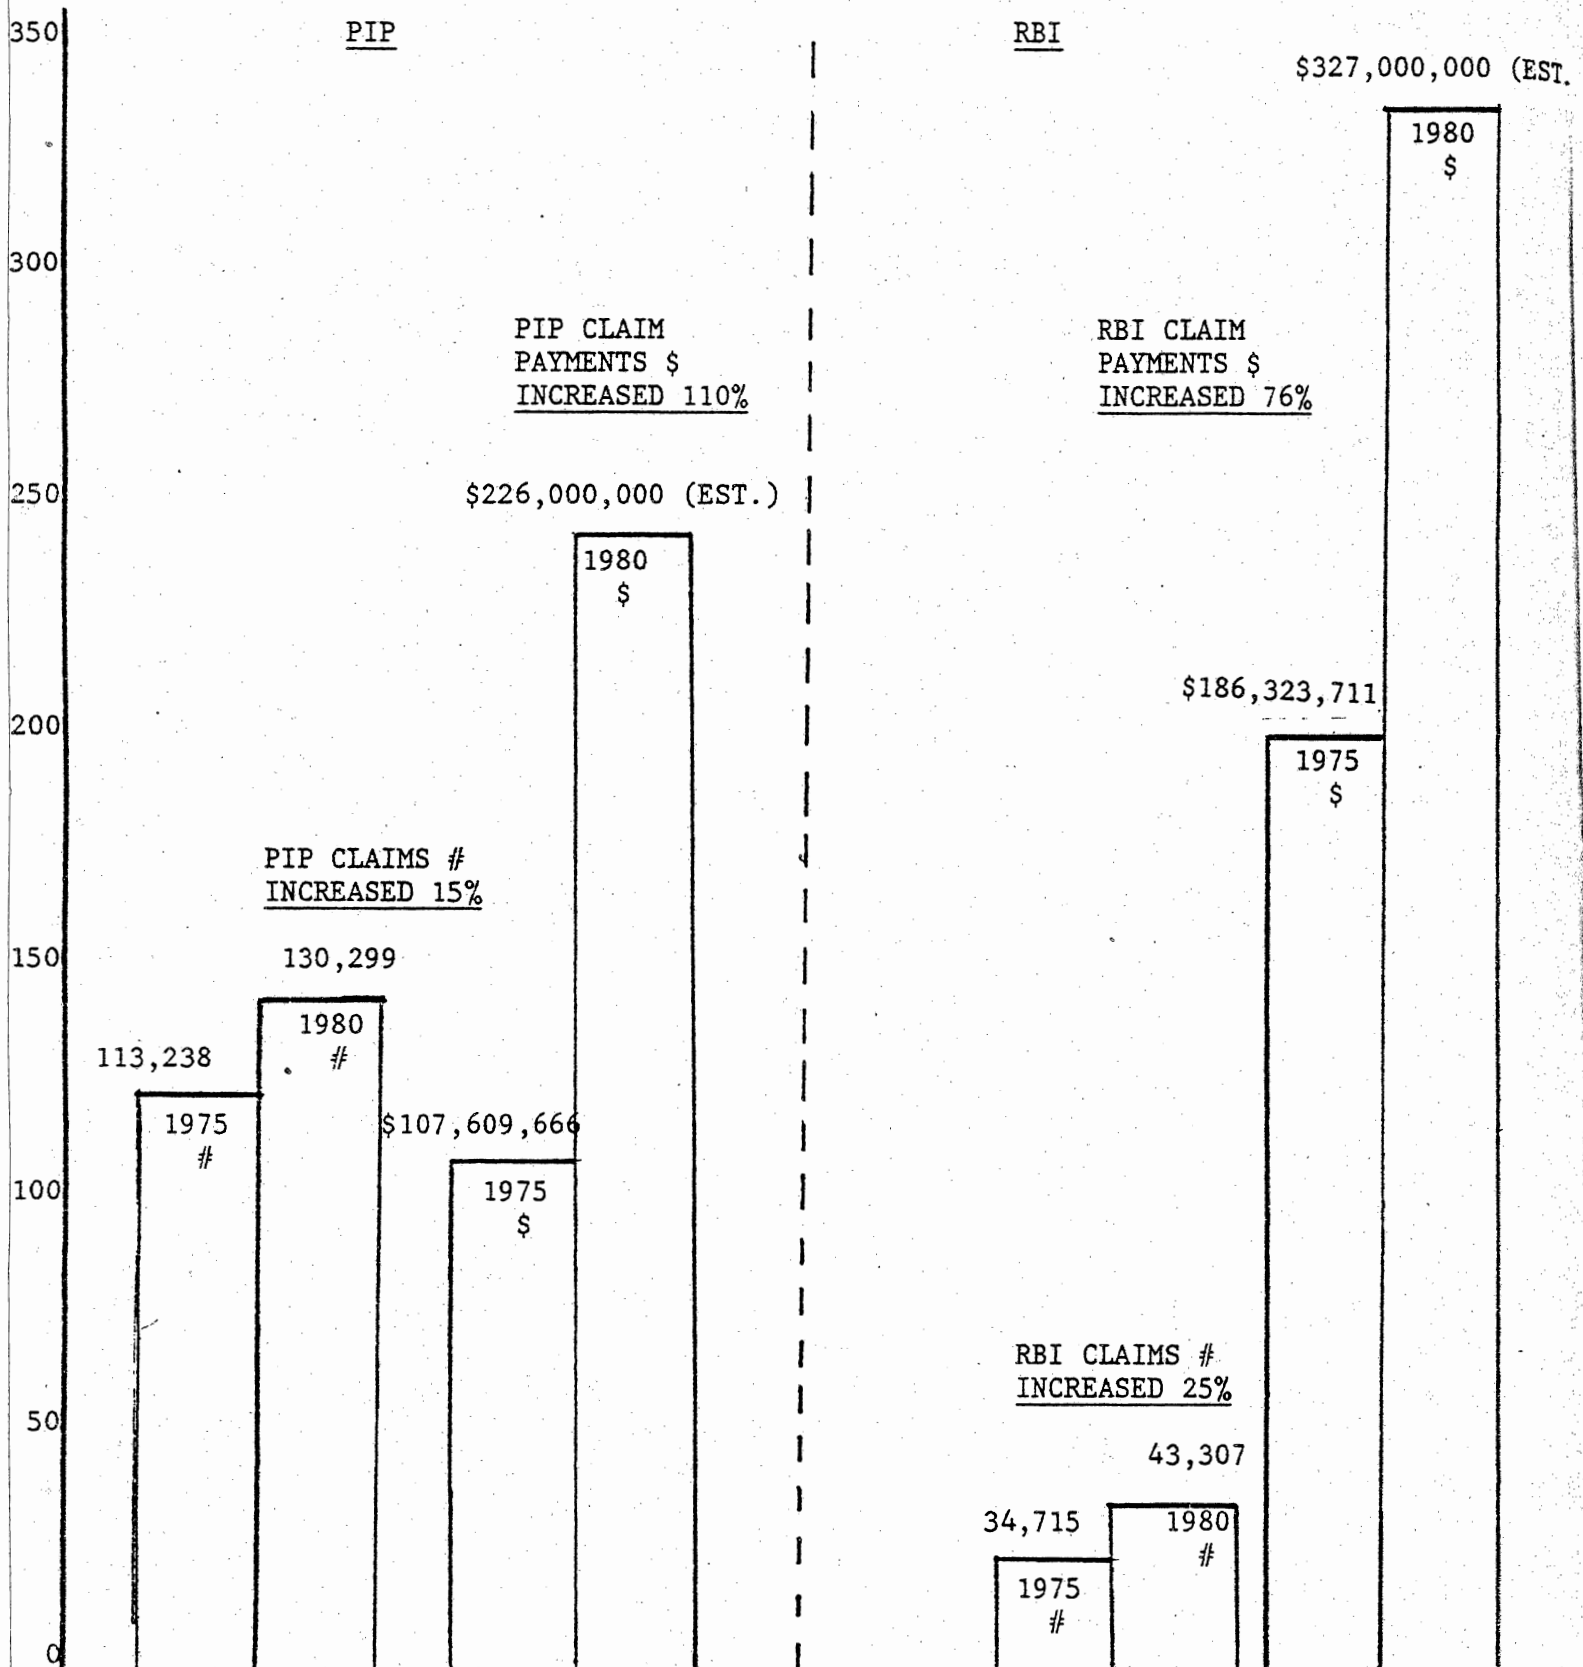 350
300
250
200
150
100
50
0
PIP
PIP CLAIM
PAYMENTS $
INCREASED 110%
$226,000,000 (EST.)
1980
$
PIP CLAIMS #
INCREASED 15%
130,299
1980
#
113,238
1975
#
$107,609,666
1975
$
RBI
$327,000,000 (EST.
1980
$
RBI CLAIM
PAYMENTS $
INCREASED 76%
$186,323,711
1975
$
RBI CLAIMS #
INCREASED 25%
43,307
1980
#
34,715
1975
#